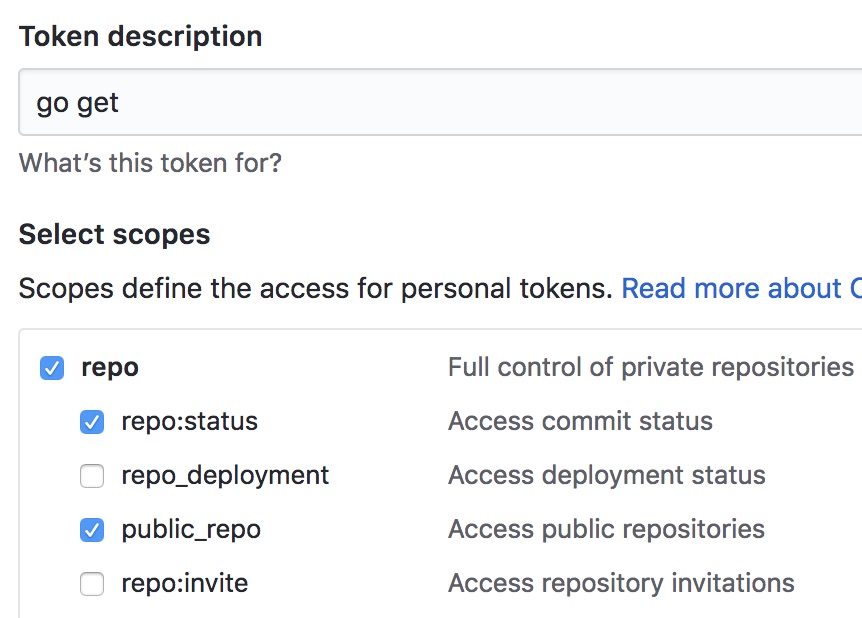 Token description
go get
What's this token for?
Select scopes
Scopes define the access for personal tokens. Read more about
repo Full control of private repositories
repo:status Access commit status
repo_deployment Access deployment status
public_repo Access public repositories
repo:invite Access repository invitations